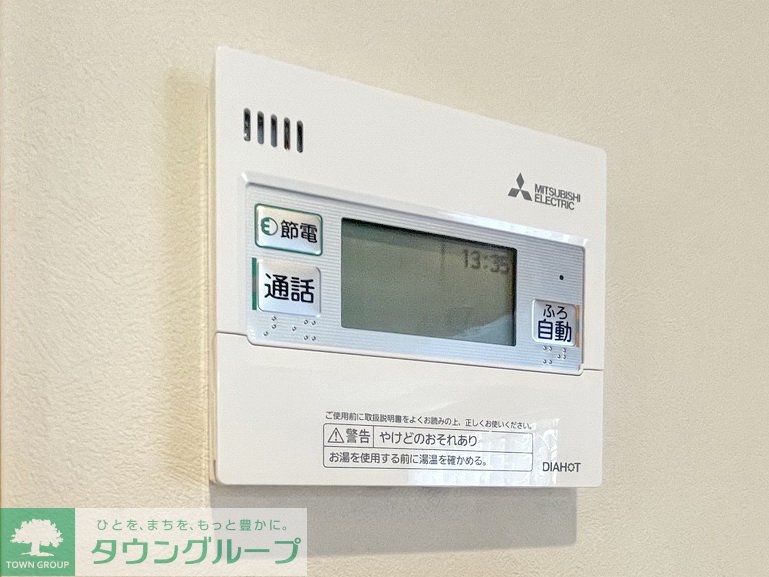 MITSUBISHI
ELECTRIC
節電
通話
13:35
ふろ
自動
ご使用前に取扱説明書をよくお読みの上、正しくお使いください。
警告 やけどのおそれあり
お湯を使用する前に湯温を確かめる。
DIAHOT
TOWN GROUP
ひとを、まちを、もっと豊かに。
タウングループ